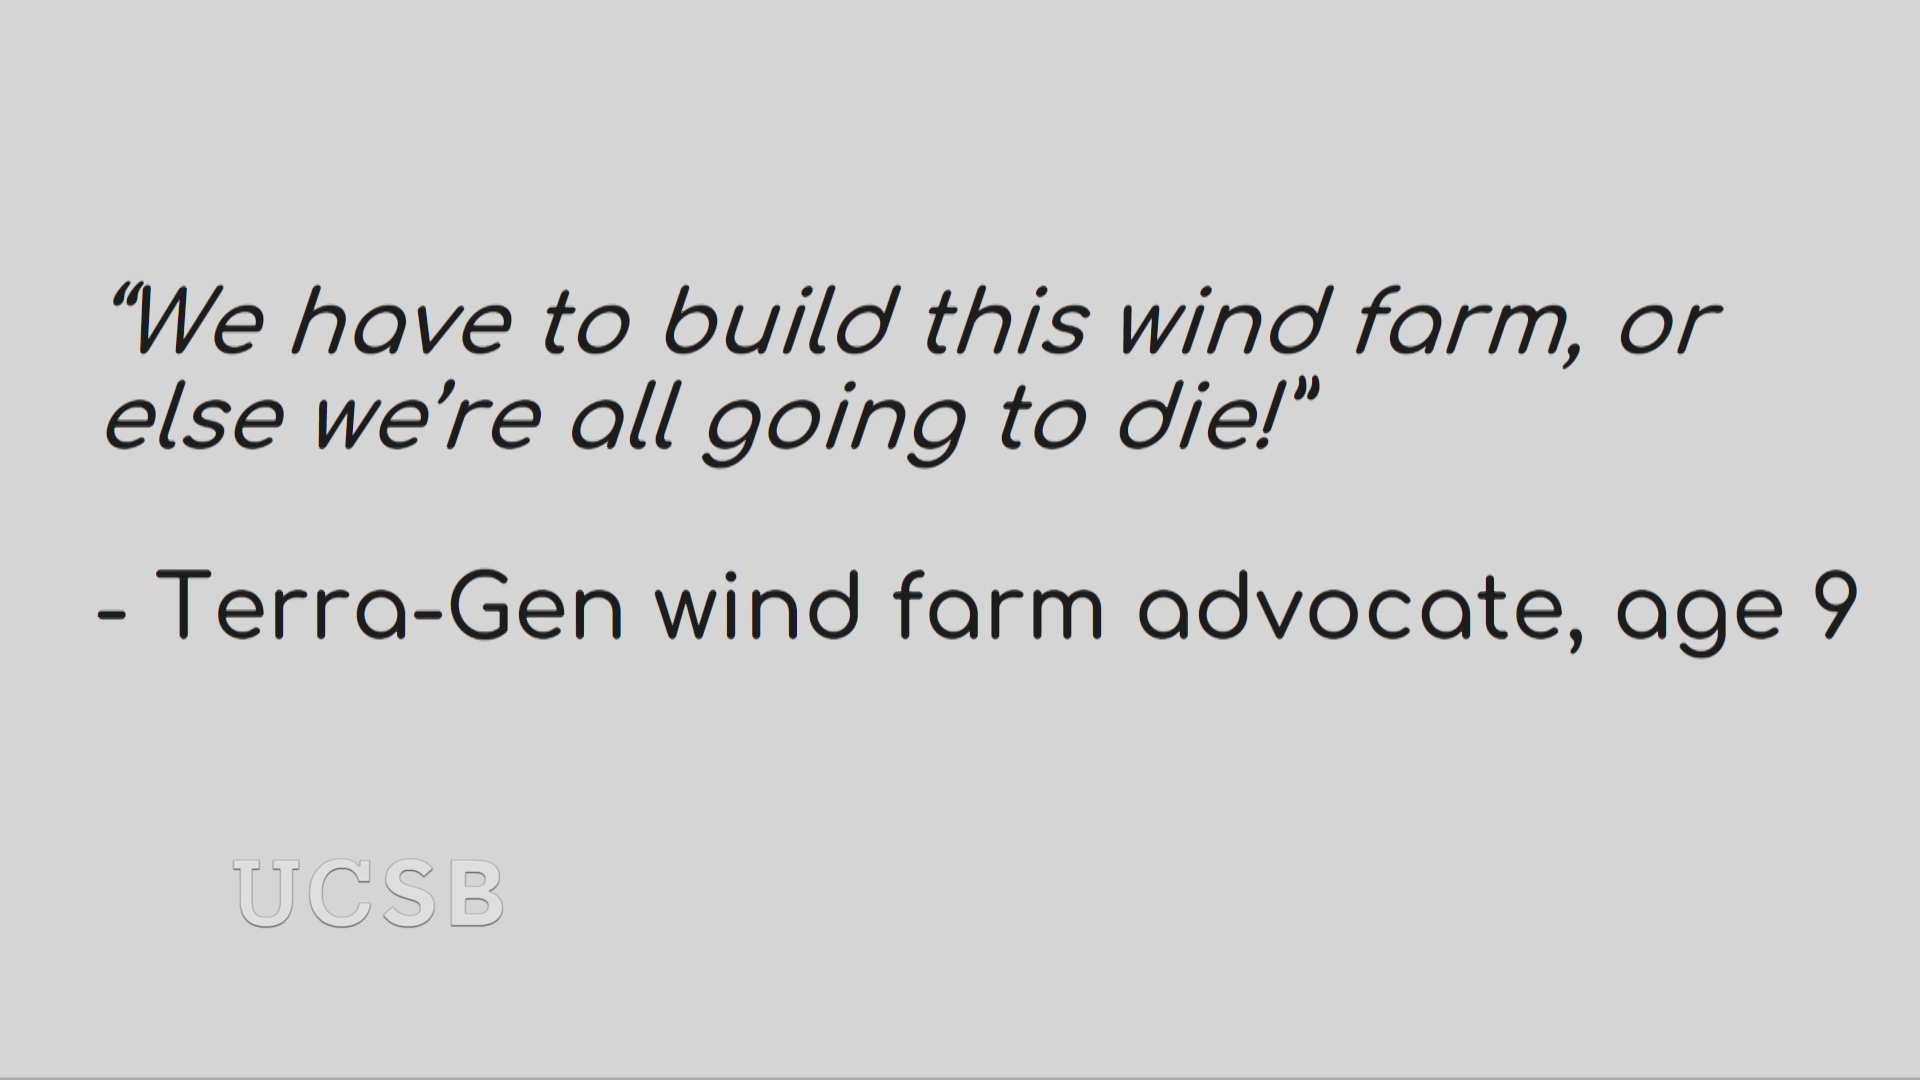 “We have to build this wind farm, or
else we’re all going to die!”
- Terra-Gen wind farm advocate, age 9
UCSB